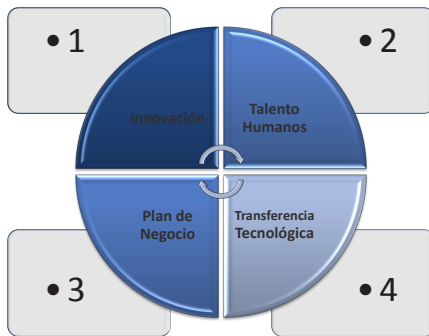 • 1
• 2
Innovación
Talento
Humanos
Plan de
Negocio
Transferencia
Tecnológica
• 3
• 4